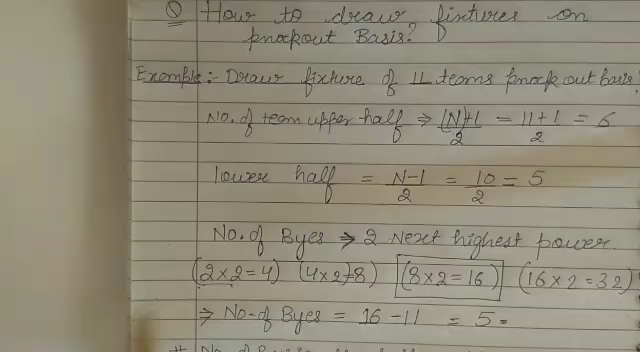 Q How to draw fixtures on
knockout Basis?
Example:- Draw fixture of 11 teams knock out basis?
No. of team upper half ⇒ (N)+1/2 = 11+1/2 = 6
lower half = N-1/2 = 10/2 = 5
No. of Byes ⇒ 2 Next highest power
(2×2=4) (4×2=8) (8×2=16) (16×2=32)
⇒ No. of Byes = 16-11 = 5.